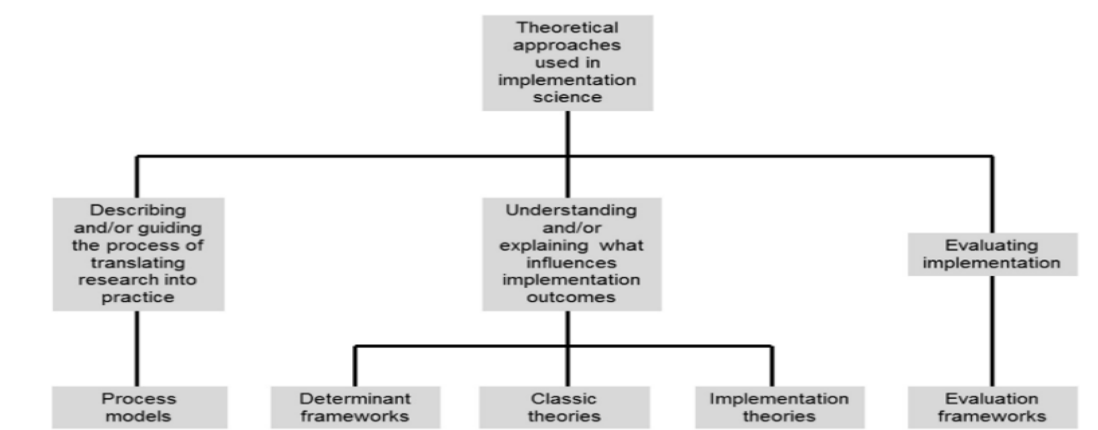 Theoretical
approaches
used in
implementation
science
Describing
and/or guiding
the process of
translating
research into
practice
Understanding
and/or
explaining what
influences
implementation
outcomes
Evaluating
implementation
Process
models
Determinant
frameworks
Classic
theories
Implementation
theories
Evaluation
frameworks